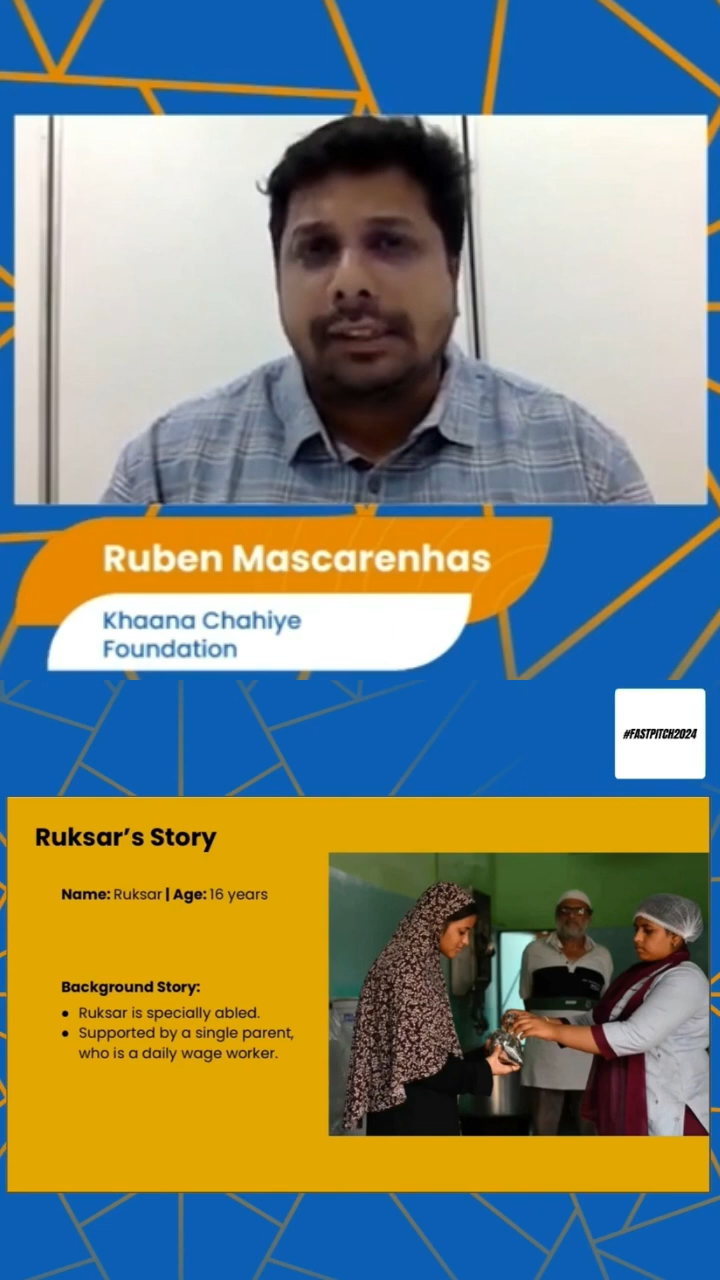 Ruben Mascarenhas
Khaana Chahiye
Foundation
#FASTPITCH2024
Ruksar’s Story
Name: Ruksar | Age: 16 years
Background Story:
● Ruksar is specially abled.
● Supported by a single parent,
who is a daily wage worker.